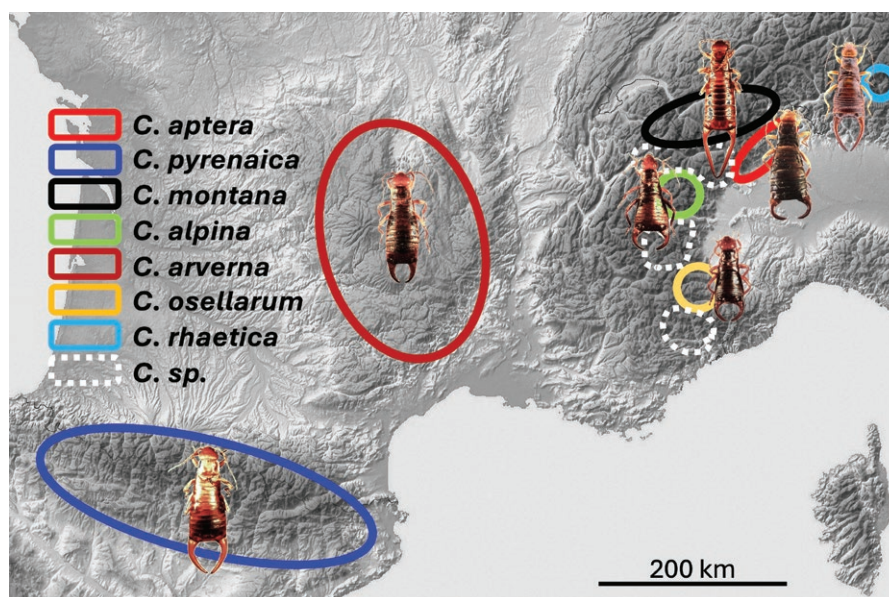 C. aptera
C. pyrenaica
C. montana
C. alpina
C. arverna
C. osellarum
C. rhaetica
C. sp.
200 km